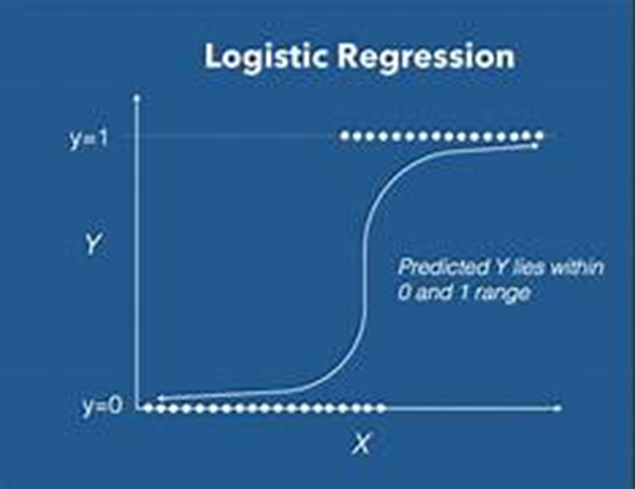 Logistic Regression
y=1
Y
Predicted Y lies within
0 and 1 range
y=0
X